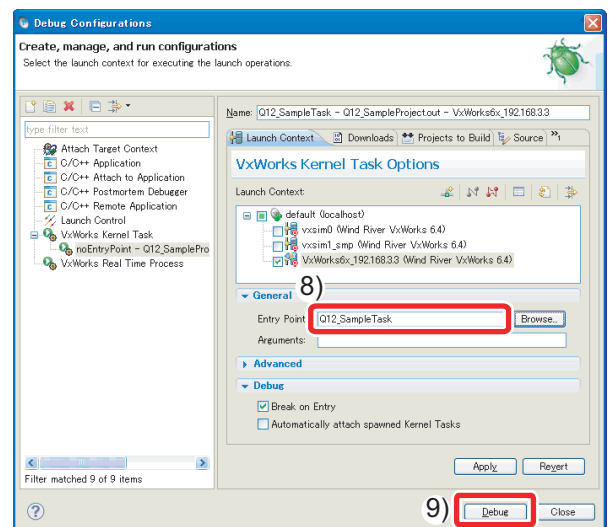 Debug Configurations
Create, manage, and run configurations
Select the launch context for executing the launch operations.
Name: Q12_SampleTask - Q12_SampleProject.out - VxWorks6x_192.168.3.3
type filter text
Launch Context Downloads Projects to Build Source »1
Attach Target Context
C/C++ Application
C/C++ Attach to Application
C/C++ Postmortem Debugger
C/C++ Remote Application
Launch Control
VxWorks Kernel Task
noEntryPoint - Q12_SamplePro
VxWorks Real Time Process
VxWorks Kernel Task Options
Launch Context:
default (localhost)
vxsim0 (Wind River VxWorks 6.4)
vxsim1_smp (Wind River VxWorks 6.4)
VxWorks6x_192.168.3.3 (Wind River VxWorks 6.4)
8)
General
Entry Point: Q12_SampleTask Browse...
Arguments:
Advanced
Debug
Break on Entry
Automatically attach spawned Kernel Tasks
Apply Revert
Filter matched 9 of 9 items
9) Debug Close